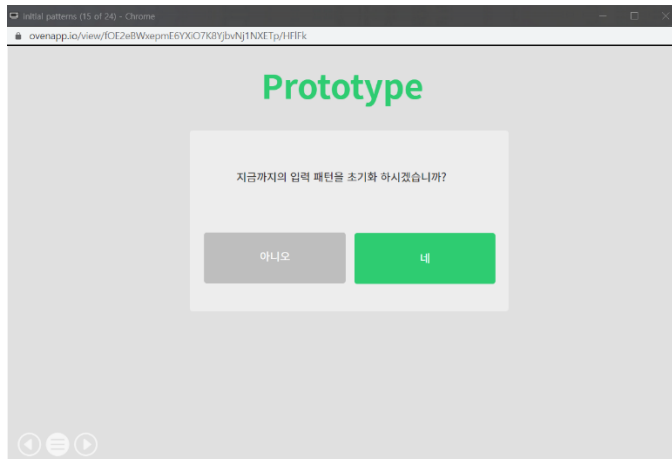 initial patterns (15 of 24) - Chrome
ovenapp.io/view/fOE2eBWxepmE6YXiO7K8YjbvNj1NXETp/HFlFk
Prototype
지금까지의 입력 패턴을 초기화 하시겠습니까?
아니오
네